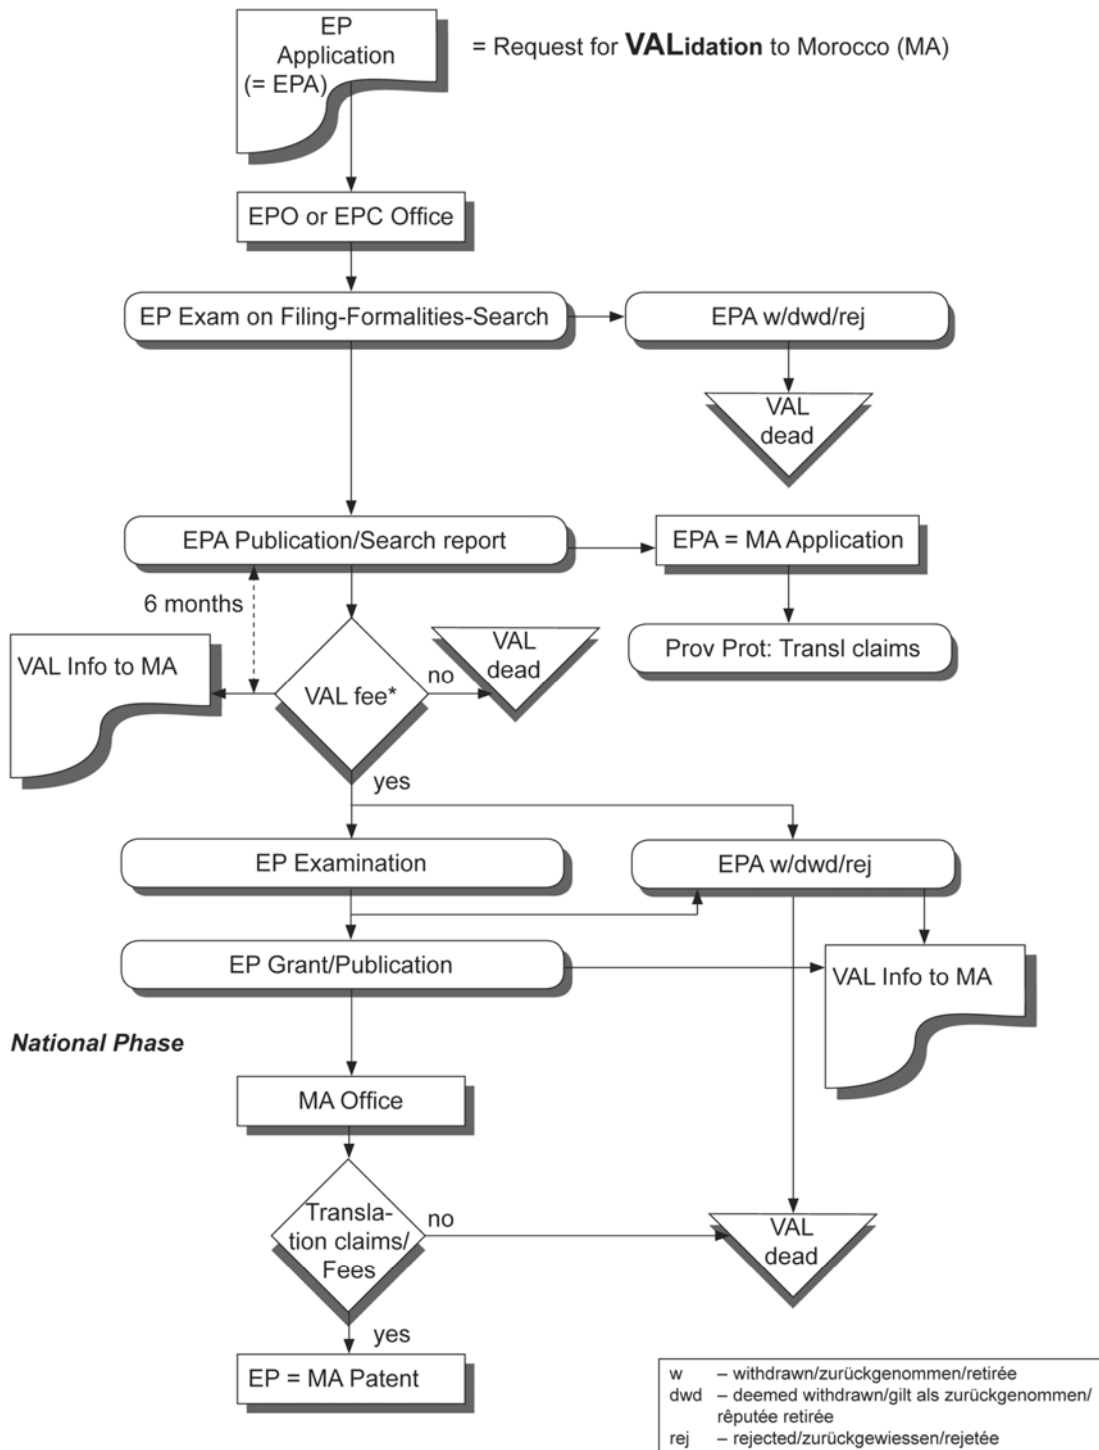 EP
Application
(= EPA)
= Request for VALidation to Morocco (MA)
EPO or EPC Office
EP Exam on Filing-Formalities-Search
EPA w/dwd/rej
VAL
dead
EPA Publication/Search report
EPA = MA Application
6 months
Prov Prot: Transl claims
VAL Info to MA
VAL fee*
no
VAL
dead
yes
EP Examination
EPA w/dwd/rej
EP Grant/Publication
VAL Info to MA
National Phase
MA Office
Transla-
tion claims/
Fees
no
VAL
dead
yes
EP = MA Patent
w – withdrawn/zurückgenommen/retirée
dwd – deemed withdrawn/gilt als zurückgenommen/
rêputée retirée
rej – rejected/zurückgewiessen/rejetée